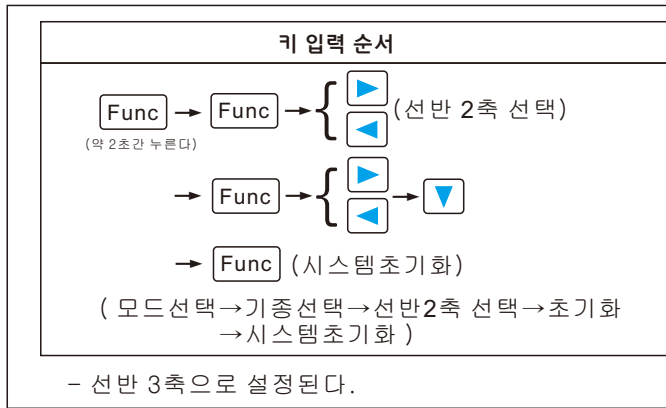 키 입력 순서
Func → Func → { ▶ ◀ (선반 2축 선택)
(약 2초간 누른다)
→ Func → { ▶ ◀ → ▼
→ Func (시스템초기화)
( 모드선택→기종선택→선반2축 선택→초기화
→시스템초기화 )
– 선반 3축으로 설정된다.